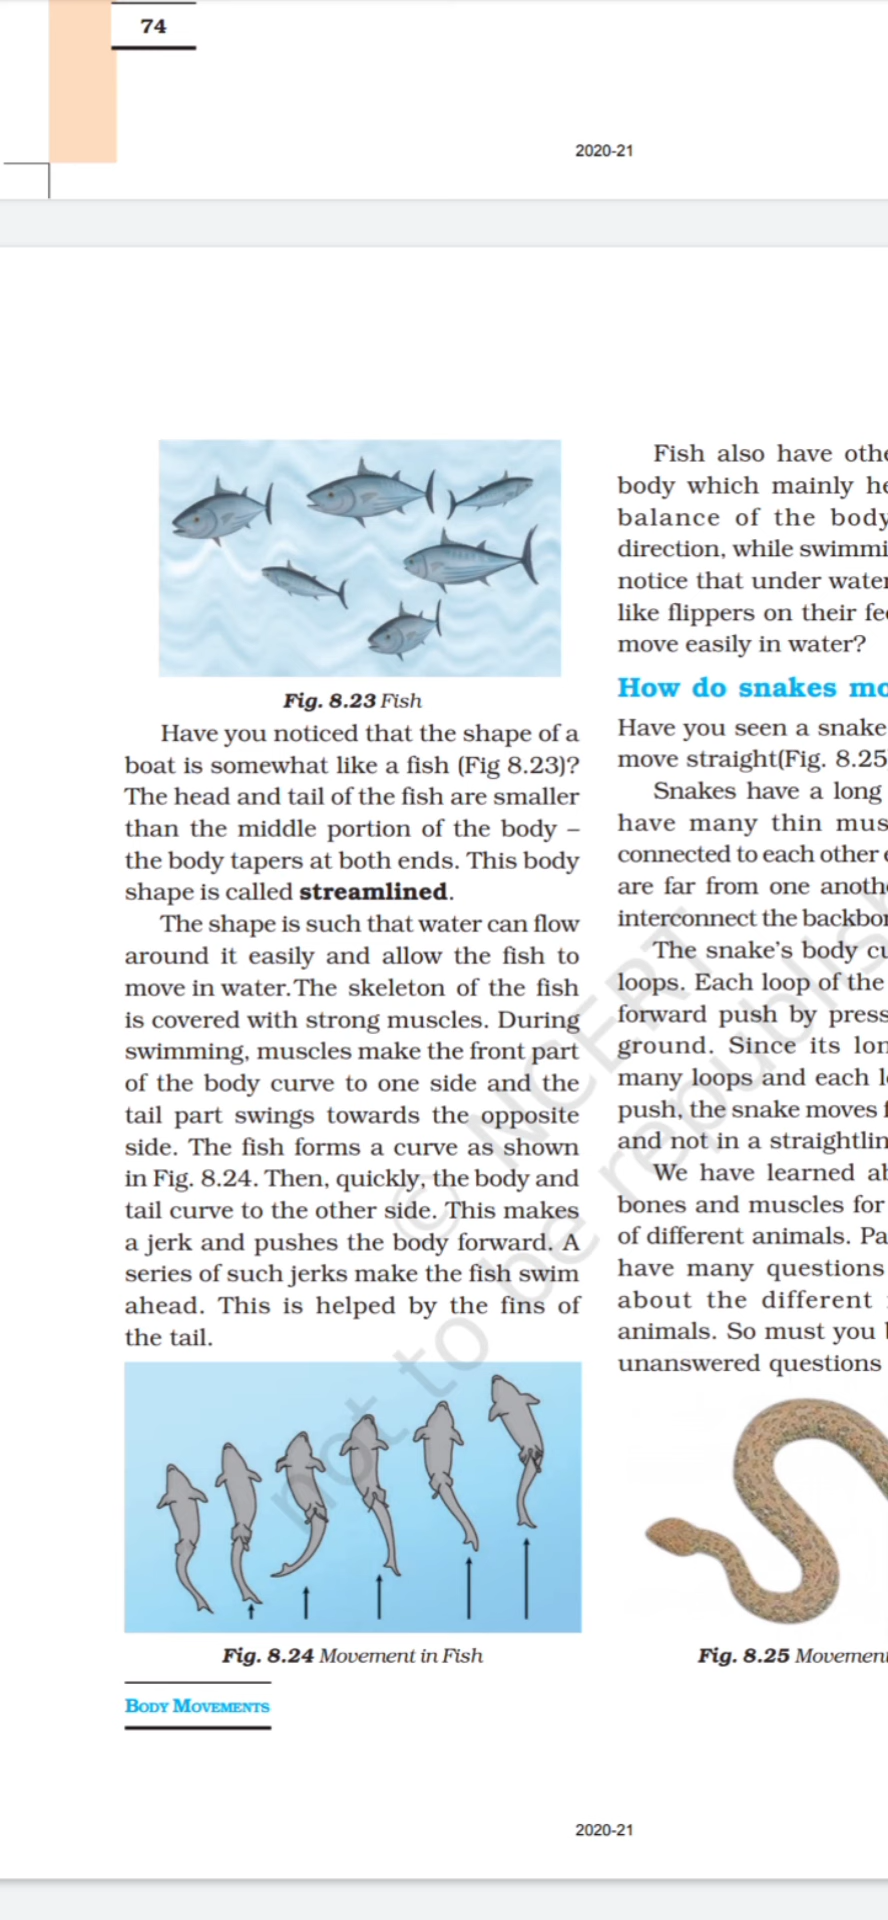 74
2020-21
Fig. 8.23 Fish
Have you noticed that the shape of a
boat is somewhat like a fish (Fig 8.23)?
The head and tail of the fish are smaller
than the middle portion of the body –
the body tapers at both ends. This body
shape is called streamlined.
The shape is such that water can flow
around it easily and allow the fish to
move in water.The skeleton of the fish
is covered with strong muscles. During
swimming, muscles make the front part
of the body curve to one side and the
tail part swings towards the opposite
side. The fish forms a curve as shown
in Fig. 8.24. Then, quickly, the body and
tail curve to the other side. This makes
a jerk and pushes the body forward. A
series of such jerks make the fish swim
ahead. This is helped by the fins of
the tail.
Fig. 8.24 Movement in Fish
BODY MOVEMENTS
Fish also have
body which mainly
balance of the body
direction, while
notice that under
like flippers on their
move easily in water?
How do snakes
Have you seen a snake
move straight(Fig. 8.25
Snakes have a long
have many thin
connected to each other
are far from one
interconnect the
The snake's body
loops. Each loop of the
forward push by
ground. Since its
many loops and each
push, the snake moves
and not in a
We have learned
bones and muscles for
of different animals.
have many questions
about the different
animals. So must you
unanswered questions
Fig. 8.25
© NCERT
not to be
2020-21